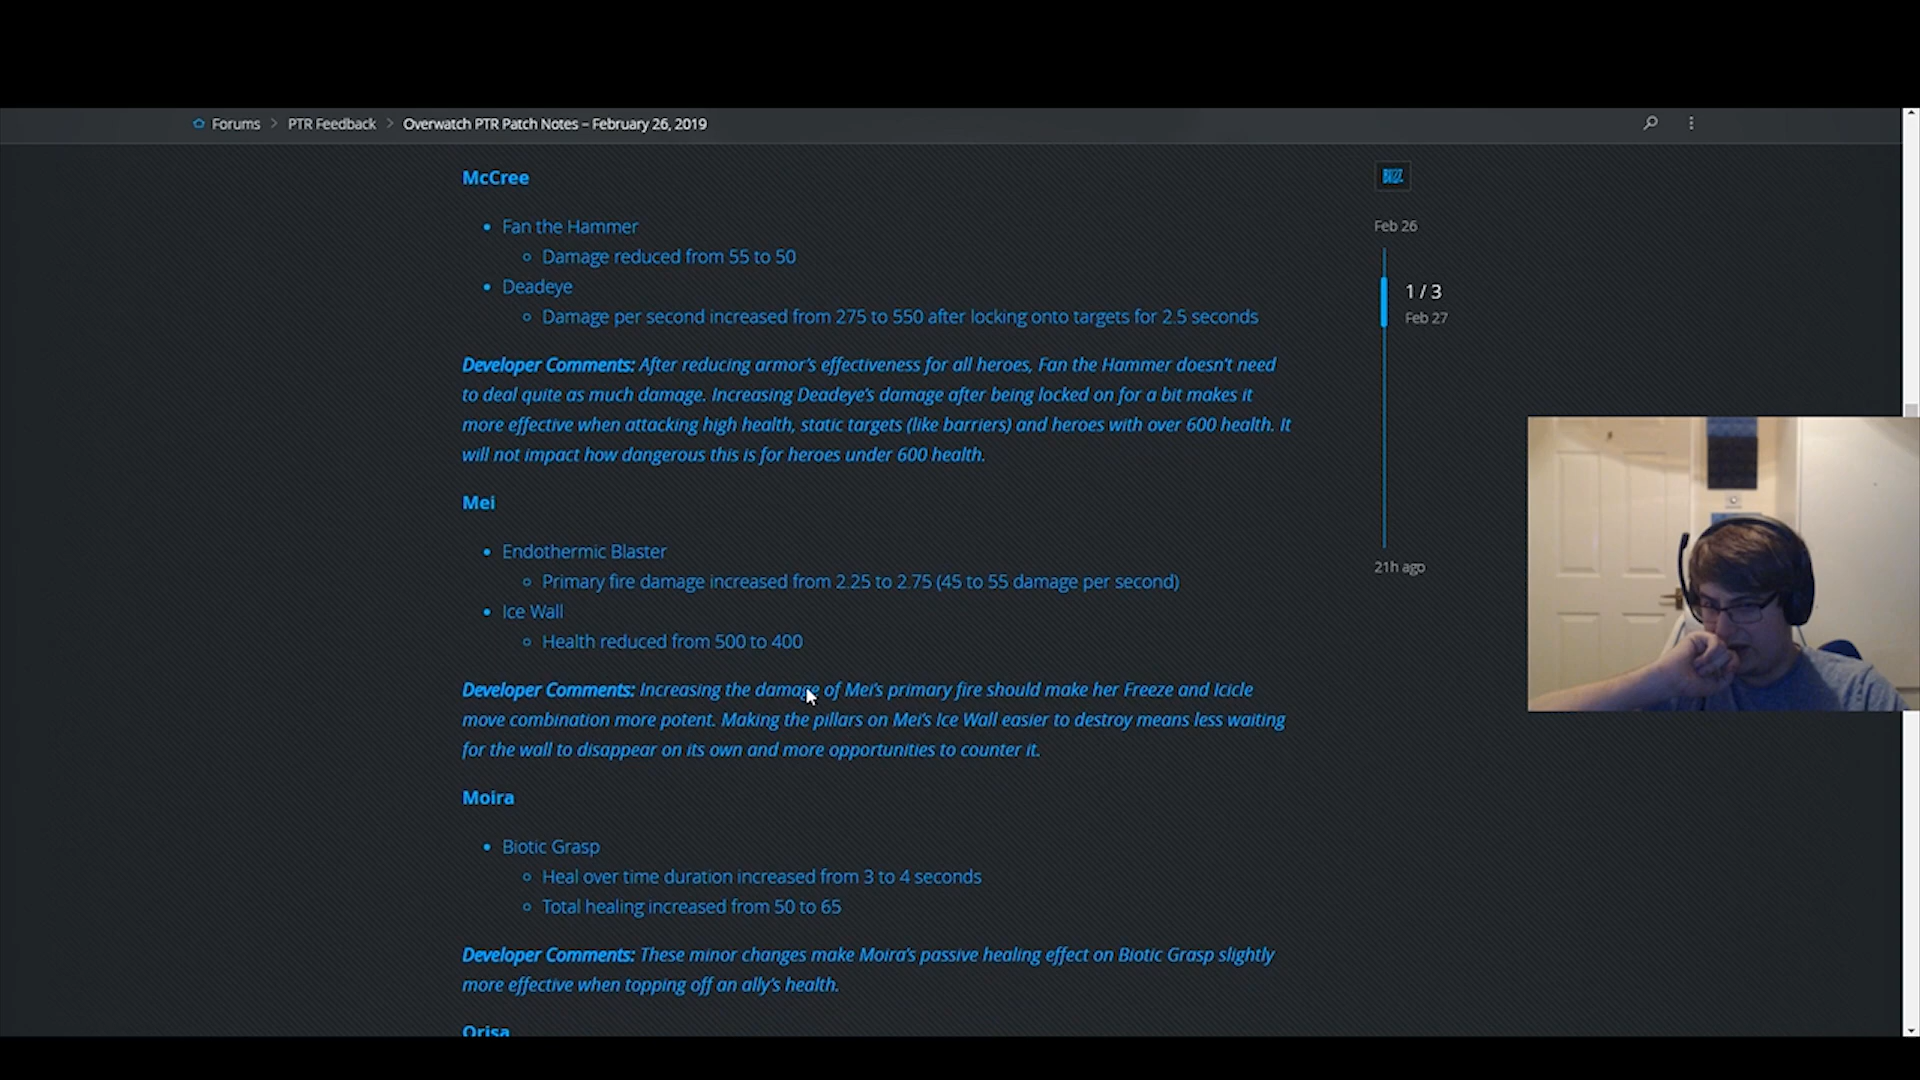 Forums > PTR Feedback > Overwatch PTR Patch Notes – February 26, 2019
McCree
• Fan the Hammer
Damage reduced from 55 to 50
• Deadeye
Damage per second increased from 275 to 550 after locking onto targets for 2.5 seconds
Developer Comments: After reducing armor's effectiveness for all heroes, Fan the Hammer doesn't need
to deal quite as much damage. Increasing Deadeye's damage after being locked on for a bit makes it
more effective when attacking high health, static targets (like barriers) and heroes with over 600 health. It
will not impact how dangerous this is for heroes under 600 health.
Mei
• Endothermic Blaster
Primary fire damage increased from 2.25 to 2.75 (45 to 55 damage per second)
• Ice Wall
Health reduced from 500 to 400
Developer Comments: Increasing the damage of Mei's primary fire should make her Freeze and Icicle
move combination more potent. Making the pillars on Mei's Ice Wall easier to destroy means less waiting
for the wall to disappear on its own and more opportunities to counter it.
Moira
• Biotic Grasp
Heal over time duration increased from 3 to 4 seconds
Total healing increased from 50 to 65
Developer Comments: These minor changes make Moira's passive healing effect on Biotic Grasp slightly
more effective when topping off an ally's health.
Orisa
BLIZZ
Feb 26
1 / 3
Feb 27
21h ago